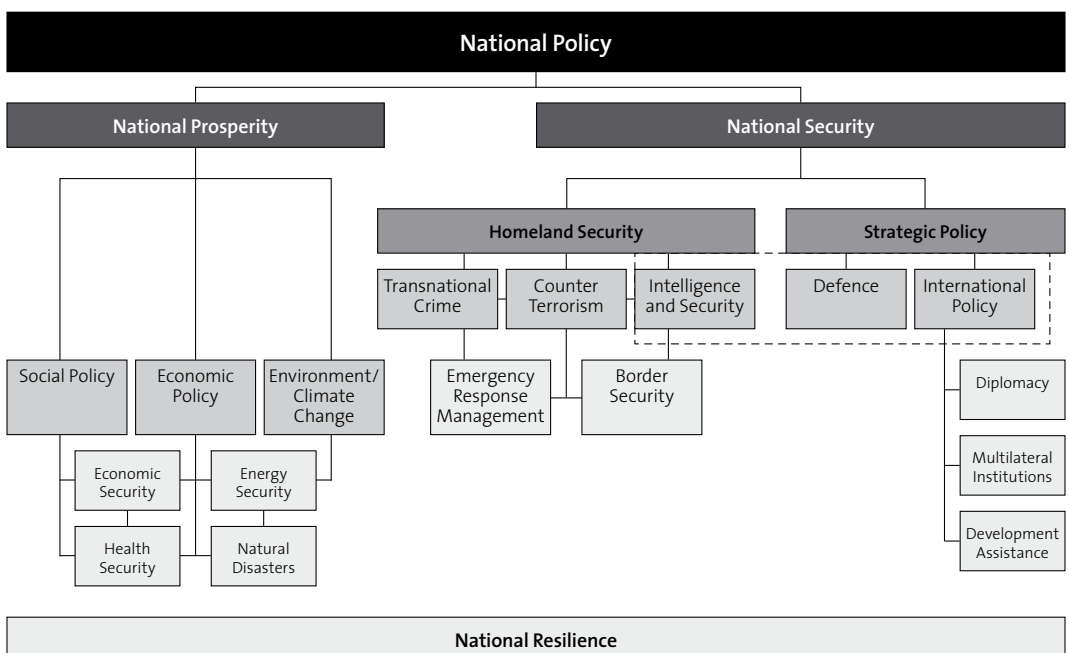 National Policy
National Prosperity
National Security
Homeland Security
Strategic Policy
Transnational
Crime
Counter
Terrorism
Intelligence
and Security
Defence
International
Policy
Social Policy
Economic
Policy
Environment/
Climate
Change
Emergency
Response
Management
Border
Security
Diplomacy
Multilateral
Institutions
Development
Assistance
Economic
Security
Energy
Security
Health
Security
Natural
Disasters
National Resilience